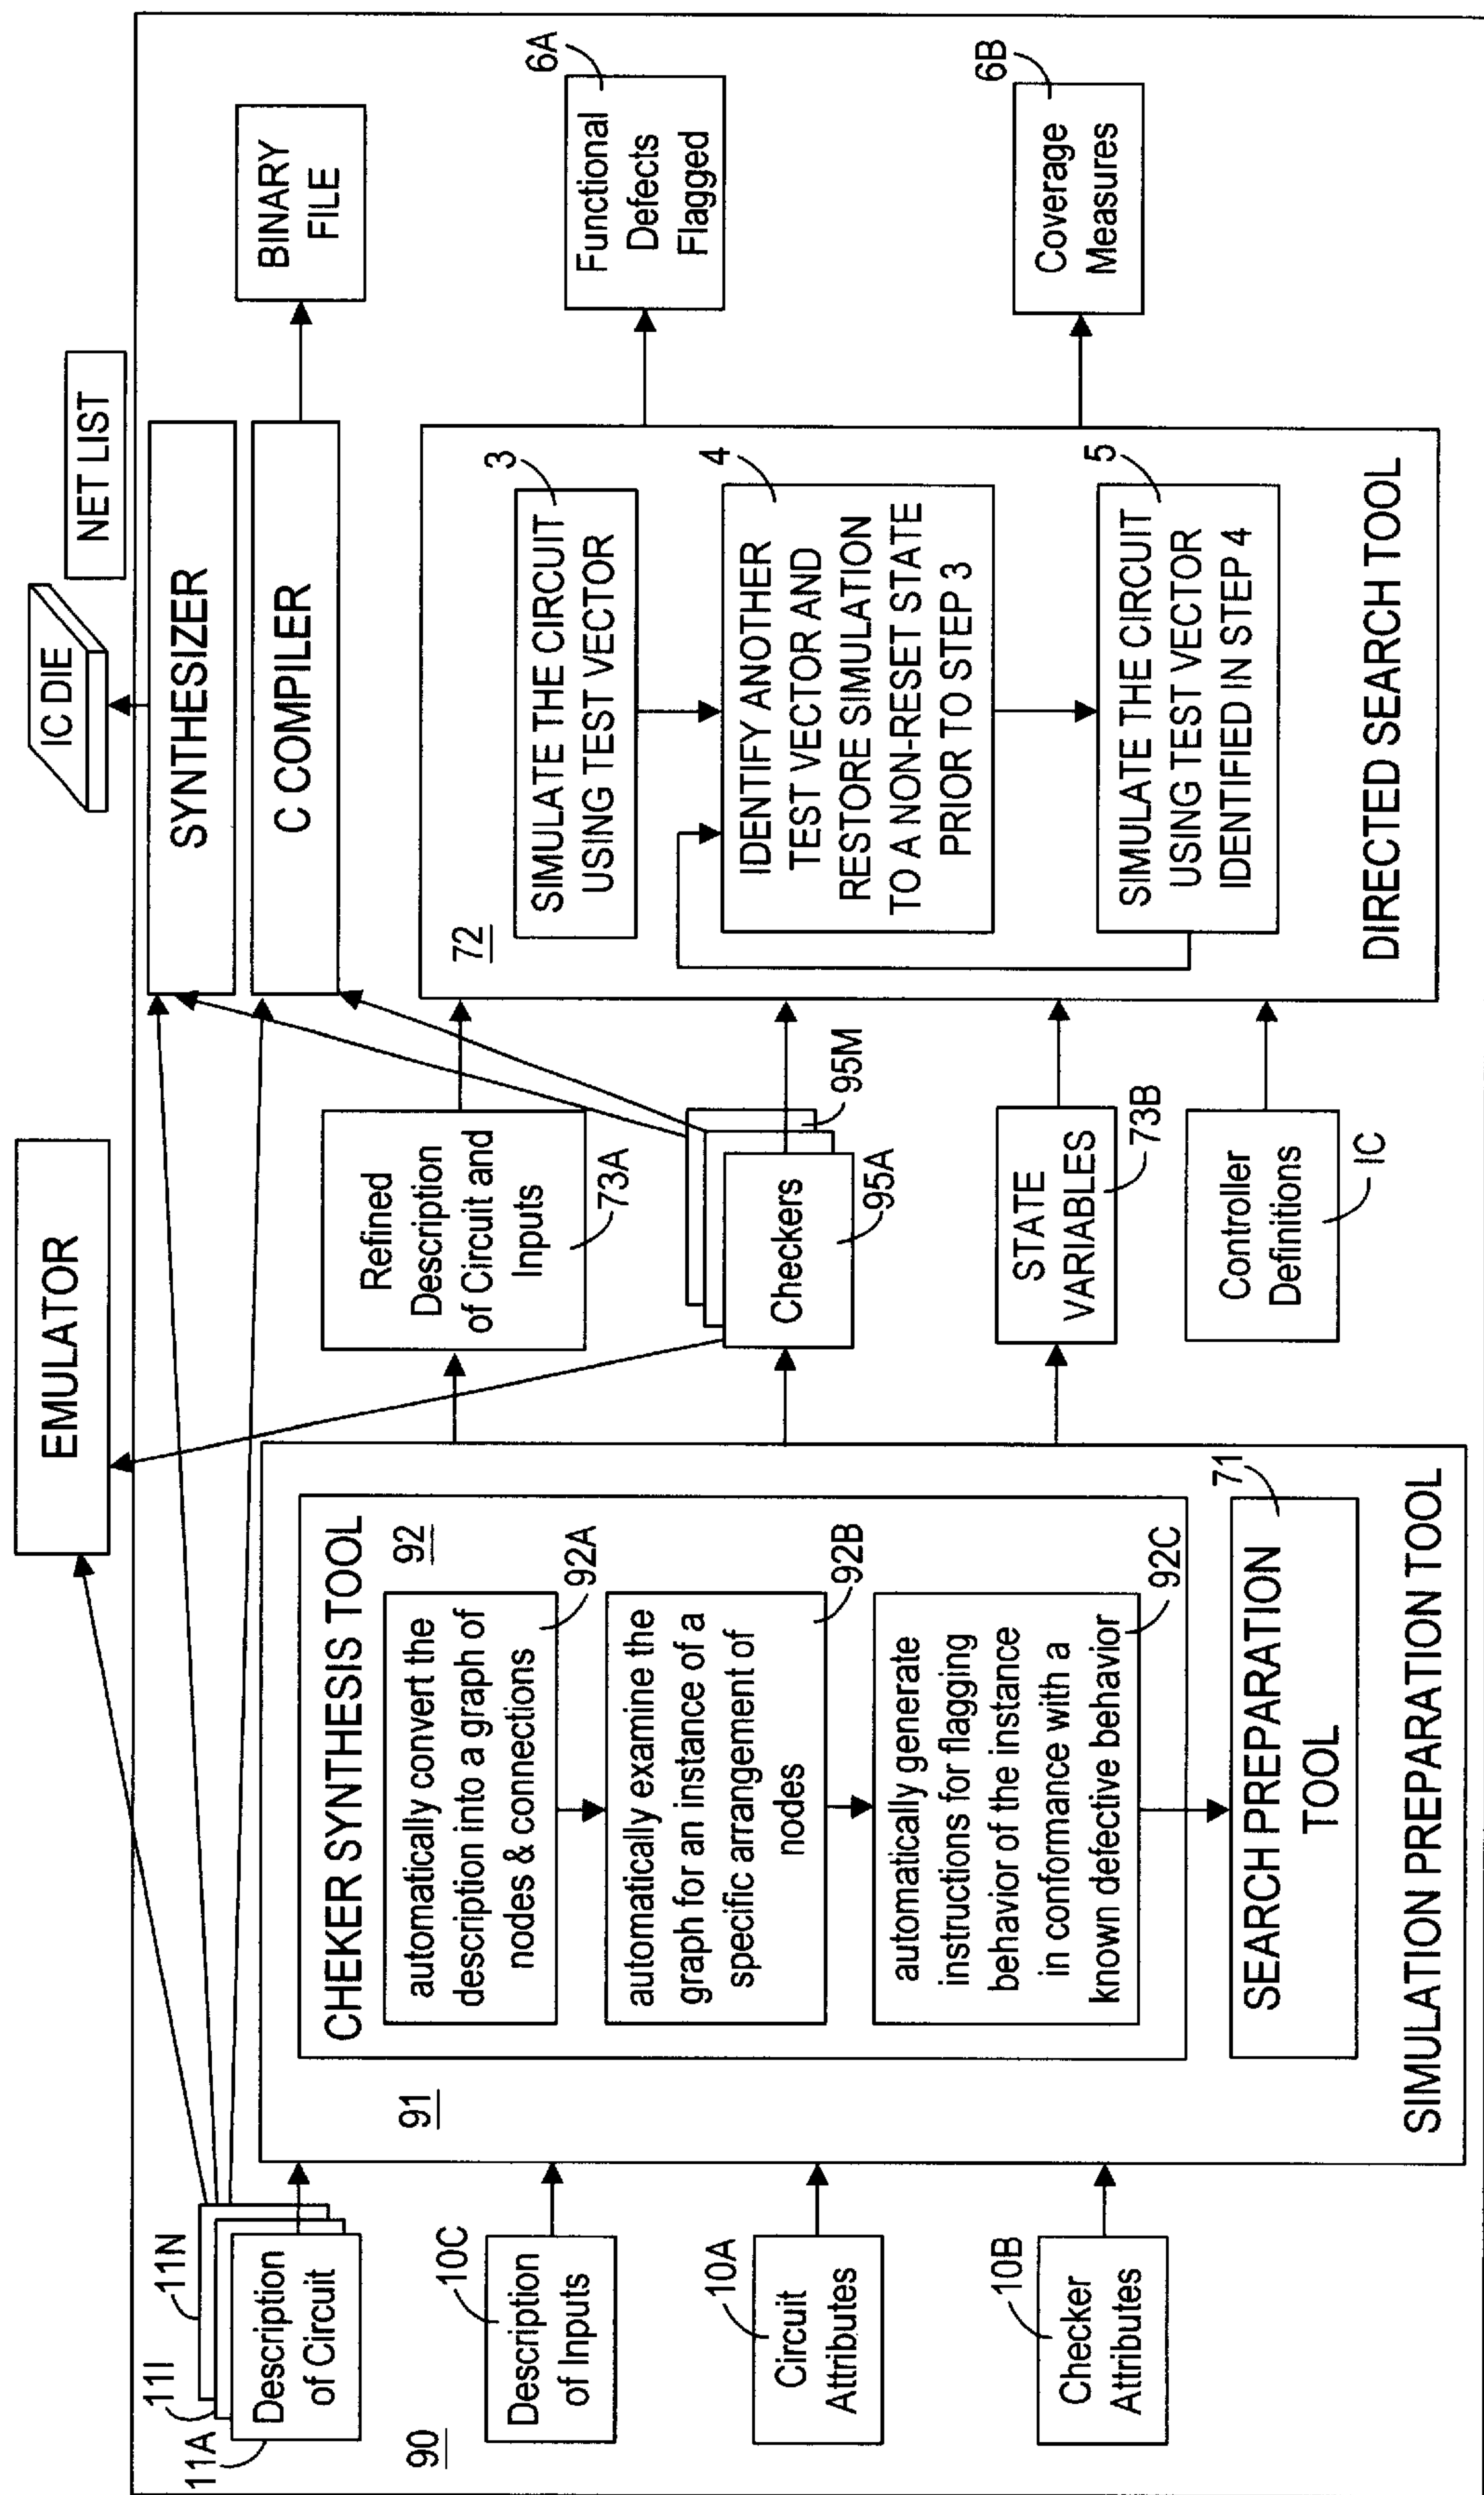 EMULATOR
IC DIE
NET LIST
SYNTHESIZER
C COMPILER
BINARY
FILE
11A
11I
11N
Description
of Circuit
90
10C
Description
of Inputs
10A
Circuit
Attributes
10B
Checker
Attributes
91
CHEKER SYNTHESIS TOOL
92
automatically convert the
description into a graph of
nodes & connections
92A
automatically examine the
graph for an instance of a
specific arrangement of
nodes
92B
automatically generate
instructions for flagging
behavior of the instance
in conformance with a
known defective behavior
92C
SEARCH PREPARATION
TOOL
71
SIMULATION PREPARATION TOOL
Refined
Description
of Circuit and
Inputs
73A
Checkers
95A
95M
STATE
VARIABLES
73B
Controller
Definitions
IC
72
SIMULATE THE CIRCUIT
USING TEST VECTOR
3
IDENTIFY ANOTHER
TEST VECTOR AND
RESTORE SIMULATION
TO A NON-RESET STATE
PRIOR TO STEP 3
4
SIMULATE THE CIRCUIT
USING TEST VECTOR
IDENTIFIED IN STEP 4
5
DIRECTED SEARCH TOOL
Functional
Defects
Flagged
6A
Coverage
Measures
6B